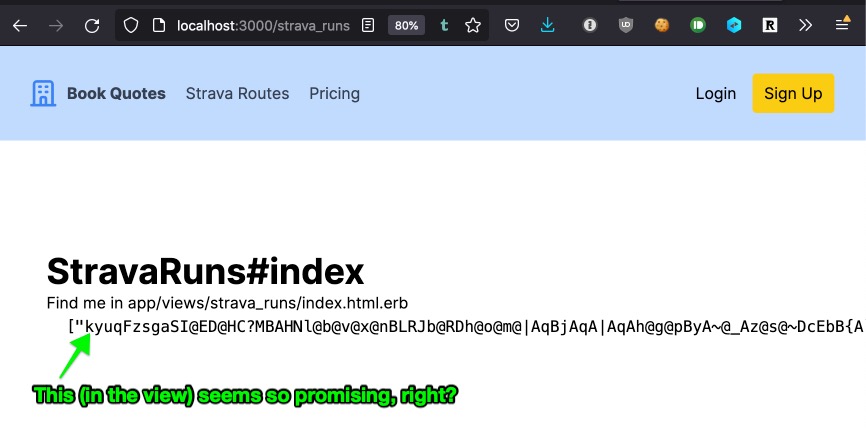 localhost:3000/strava_runs
80%
Book Quotes
Strava Routes
Pricing
Login
Sign Up
StravaRuns#index
Find me in app/views/strava_runs/index.html.erb
["kyuqFzsgaSI@ED@HC?MBAHNl@b@v@x@nBLRJb@RDh@o@m@|AqBjAqA|AqAh@g@pByA~@_Az@s@~DcEbB{A
This (in the view) seems so promising, right?